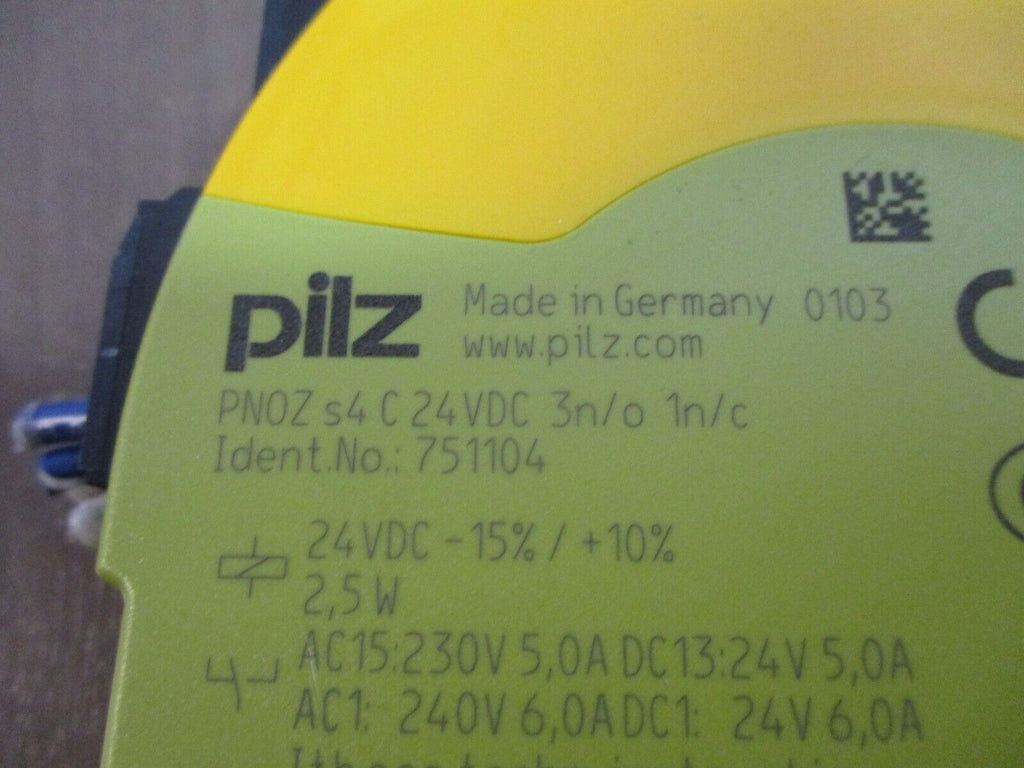 pilz Made in Germany 0103
www.pilz.com
PNOZ s4 C 24VDC 3n/o 1n/c
Ident.No.: 751104
24VDC -15% / +10%
2,5 W
AC15:230V 5,0A DC13:24V 5,0A
AC1: 240V 6,0A DC1: 24V 6,0A